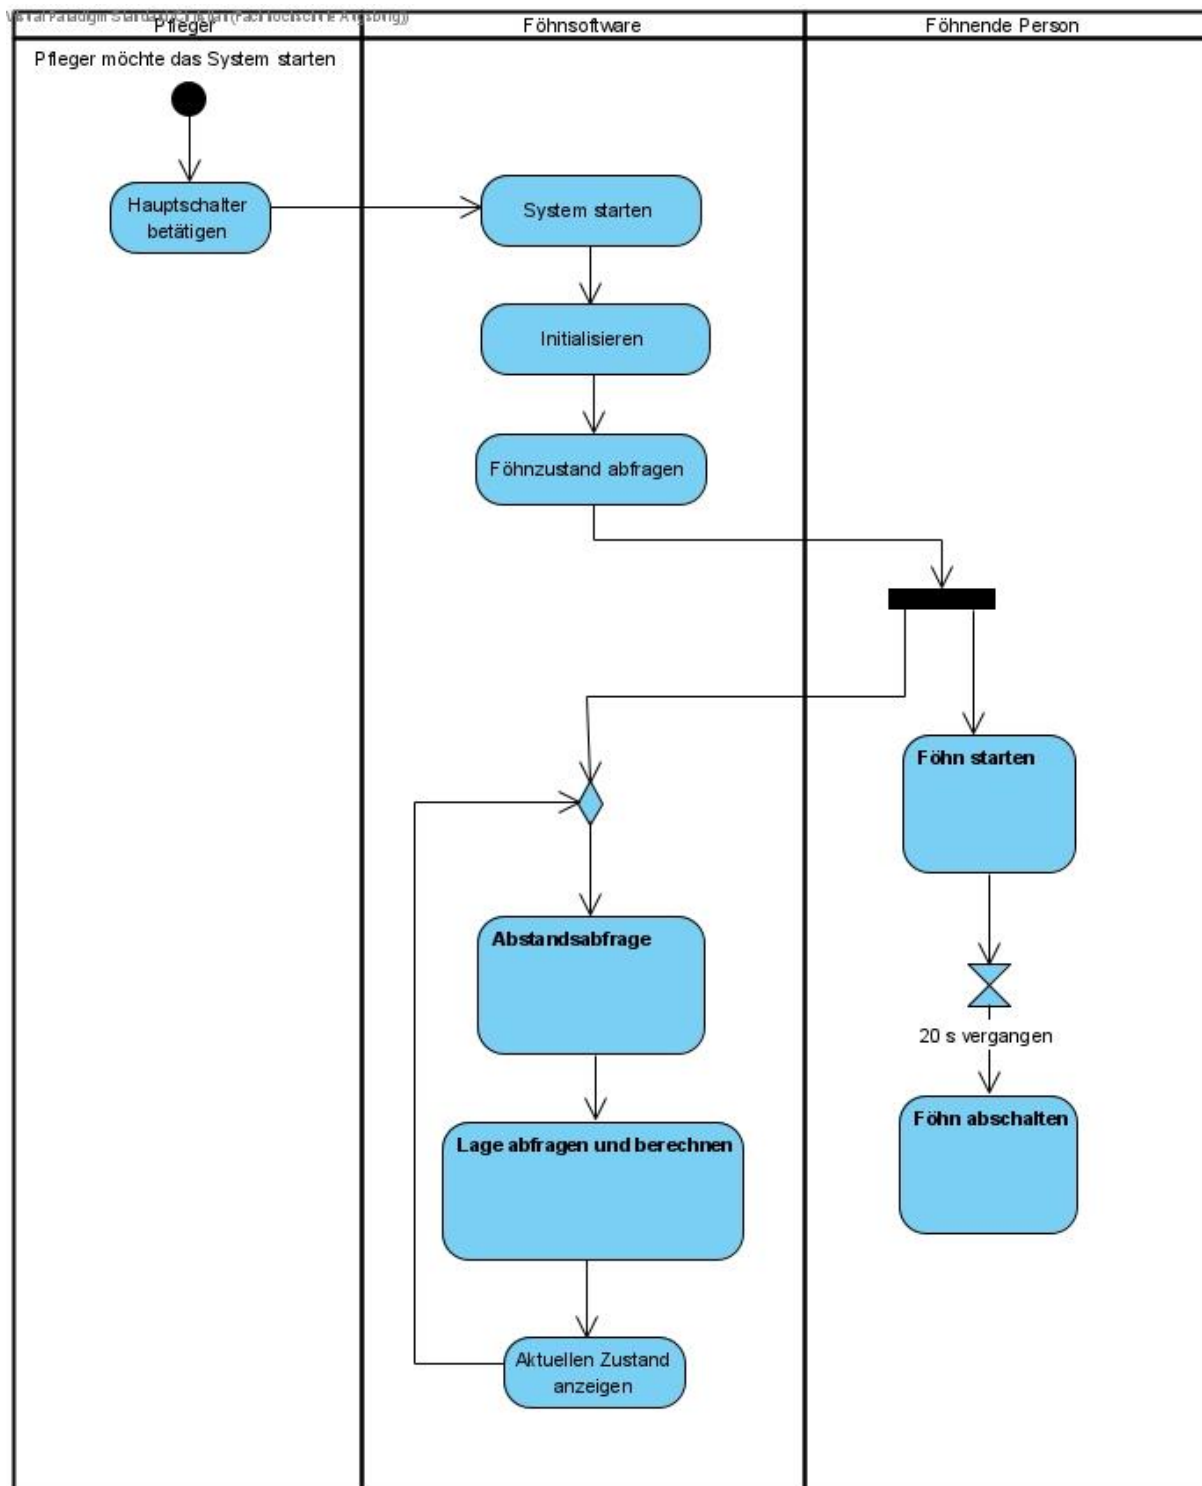 Pfleger
Föhnsoftware
Föhnende Person
Pfleger möchte das System starten
Hauptschalter
betätigen
System starten
Initialisieren
Föhnzustand abfragen
Föhn starten
Abstandsabfrage
20 s vergangen
Föhn abschalten
Lage abfragen und berechnen
Aktuellen Zustand
anzeigen